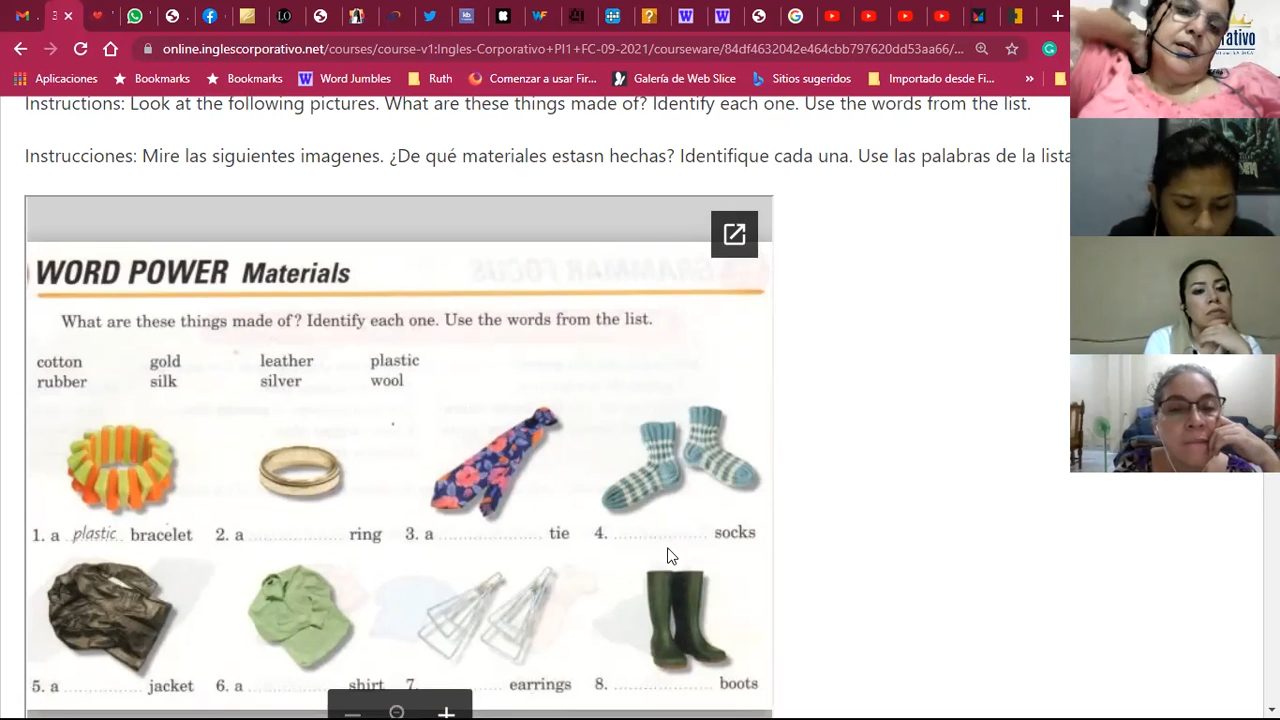 online.inglescorporativo.net/courses/course-v1:Ingles-Corporativo+PI1+FC-09-2021/courseware/84df4632042e464cbb797620dd53aa66/...
Aplicaciones Bookmarks Bookmarks Word Jumbles Ruth Comenzar a usar Fir... Galería de Web Slice Sitios sugeridos Importado desde Fi... »
Instructions: Look at the following pictures. What are these things made of? Identify each one. Use the words from the list.
Instrucciones: Mire las siguientes imagenes. ¿De qué materiales estasn hechas? Identifique cada una. Use las palabras de la lista
WORD POWER Materials
What are these things made of? Identify each one. Use the words from the list.
cotton gold leather plastic
rubber silk silver wool
1. a plastic bracelet 2. a ring 3. a tie 4. socks
5. a jacket 6. a shirt 7. earrings 8. boots